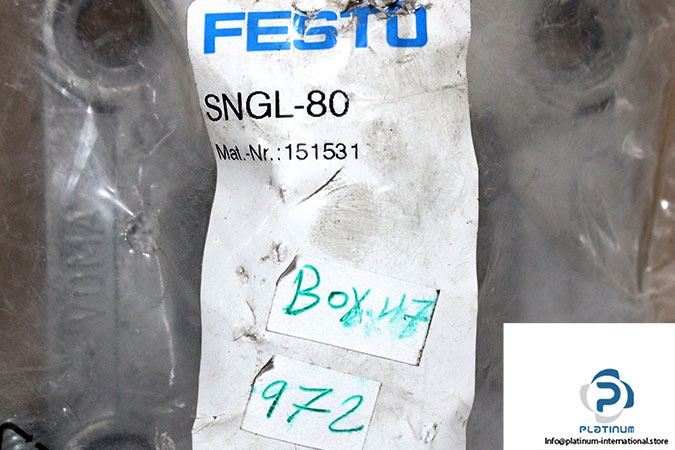 FESTO
SNGL-80
Mat.-Nr.:151531
Box.47
972
PLATINUM
Info@platinum-international.store